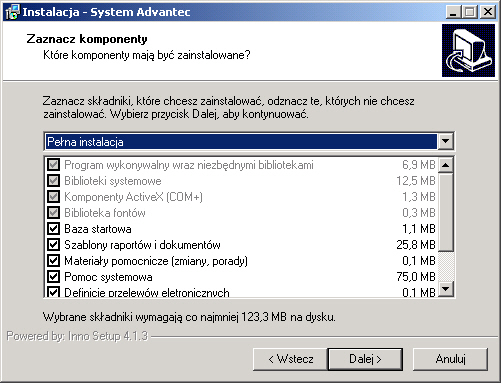 Instalacja - System Advantec
Zaznacz komponenty
Które komponenty mają być zainstalowane?
Zaznacz składniki, które chcesz zainstalować, odznacz te, których nie chcesz
zainstalować. Wybierz przycisk Dalej, aby kontynuować.
Pełna instalacja
Program wykonywalny wraz niezbędnymi bibliotekami 6,9 MB
Biblioteki systemowe 12,5 MB
Komponenty ActiveX (COM+) 1,3 MB
Biblioteka fontów 0,3 MB
Baza startowa 1,1 MB
Szablony raportów i dokumentów 25,8 MB
Materiały pomocnicze (zmiany, porady) 0,1 MB
Pomoc systemowa 75,0 MB
Definicje przelewów eletronicznych 0,1 MB
Wybrane składniki wymagają co najmniej 123,3 MB na dysku.
Powered by: Inno Setup 4.1.3
< Wstecz Dalej > Anuluj